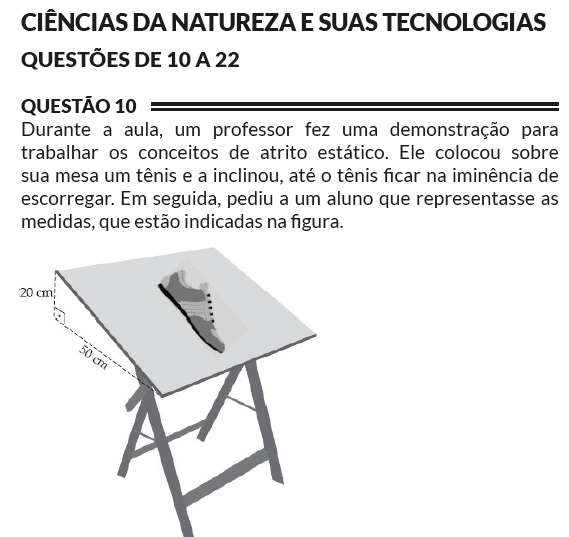 CIÊNCIAS DA NATUREZA E SUAS TECNOLOGIAS
QUESTÕES DE 10 A 22
QUESTÃO 10
Durante a aula, um professor fez uma demonstração para
trabalhar os conceitos de atrito estático. Ele colocou sobre
sua mesa um tênis e a inclinou, até o tênis ficar na iminência de
escorregar. Em seguida, pediu a um aluno que representasse as
medidas, que estão indicadas na figura.
20 cm
50 cm